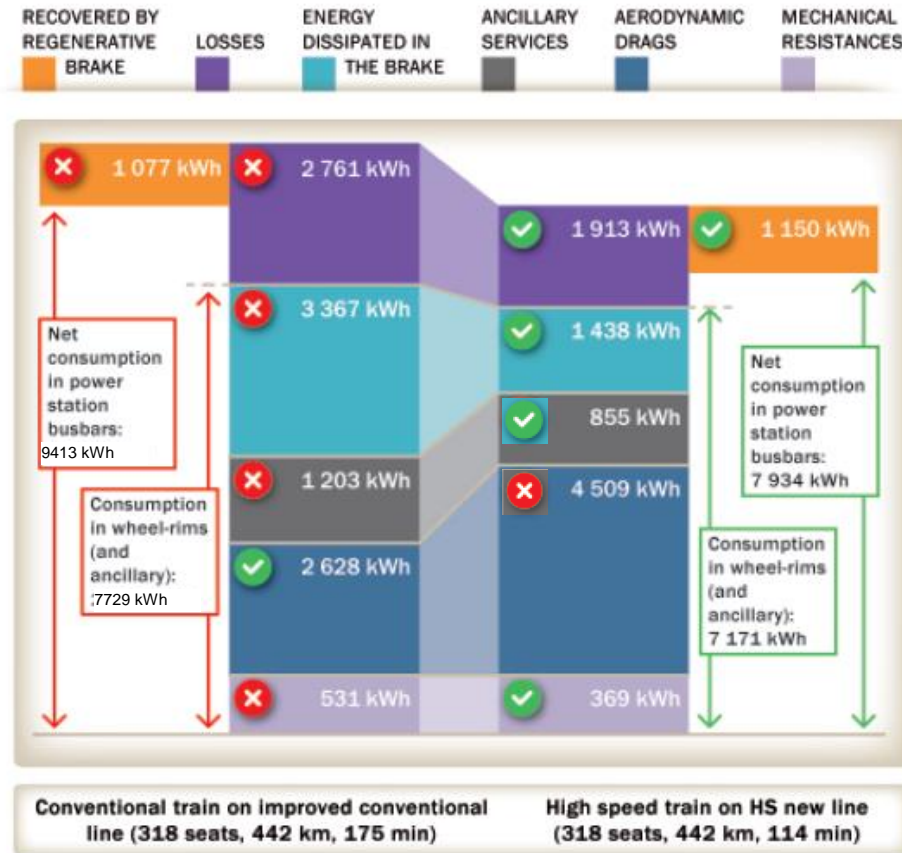 RECOVERED BY
REGENERATIVE
BRAKE
LOSSES
ENERGY
DISSIPATED IN
THE BRAKE
ANCILLARY
SERVICES
AERODYNAMIC
DRAGS
MECHANICAL
RESISTANCES
1 077 kWh
2 761 kWh
1 913 kWh
1 150 kWh
3 367 kWh
1 438 kWh
Net
consumption
in power
station
busbars:
9413 kWh
855 kWh
Net
consumption
in power
station
busbars:
7 934 kWh
1 203 kWh
4 509 kWh
Consumption
in wheel-rims
(and
ancillary):
7729 kWh
2 628 kWh
Consumption
in wheel-rims
(and
ancillary):
7 171 kWh
531 kWh
369 kWh
Conventional train on improved conventional
line (318 seats, 442 km, 175 min)
High speed train on HS new line
(318 seats, 442 km, 114 min)